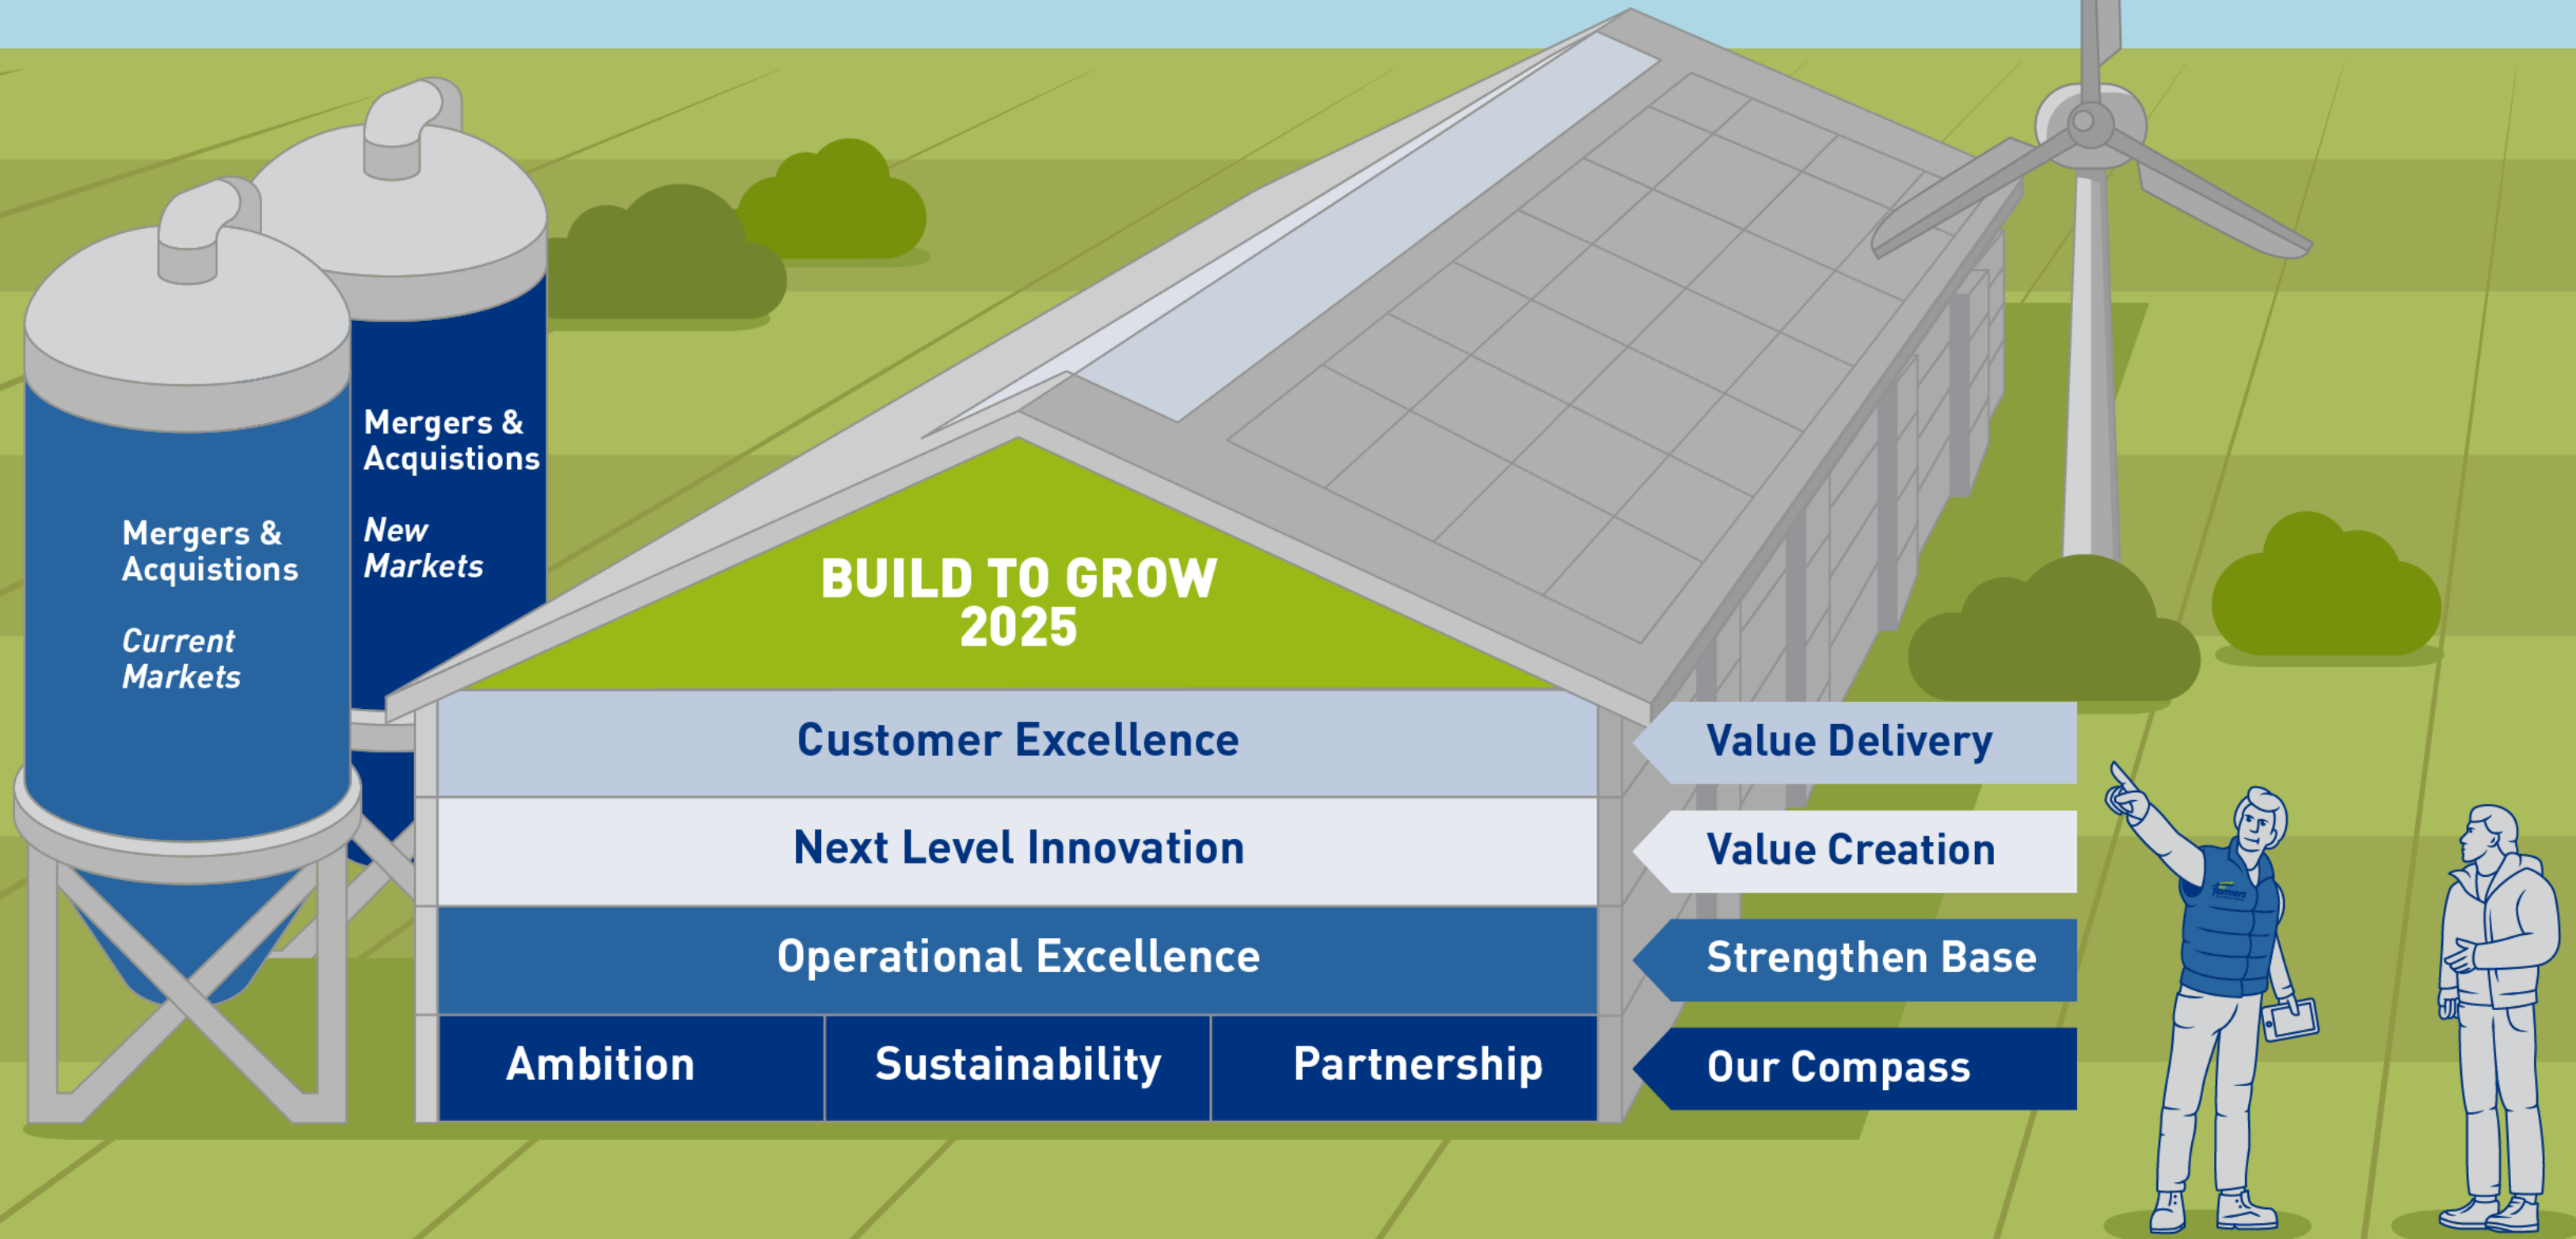 Mergers &
Acquistions
New
Markets
Mergers &
Acquistions
Current
Markets
BUILD TO GROW
2025
Customer Excellence
Value Delivery
Next Level Innovation
Value Creation
Operational Excellence
Strengthen Base
Ambition
Sustainability
Partnership
Our Compass
farmers